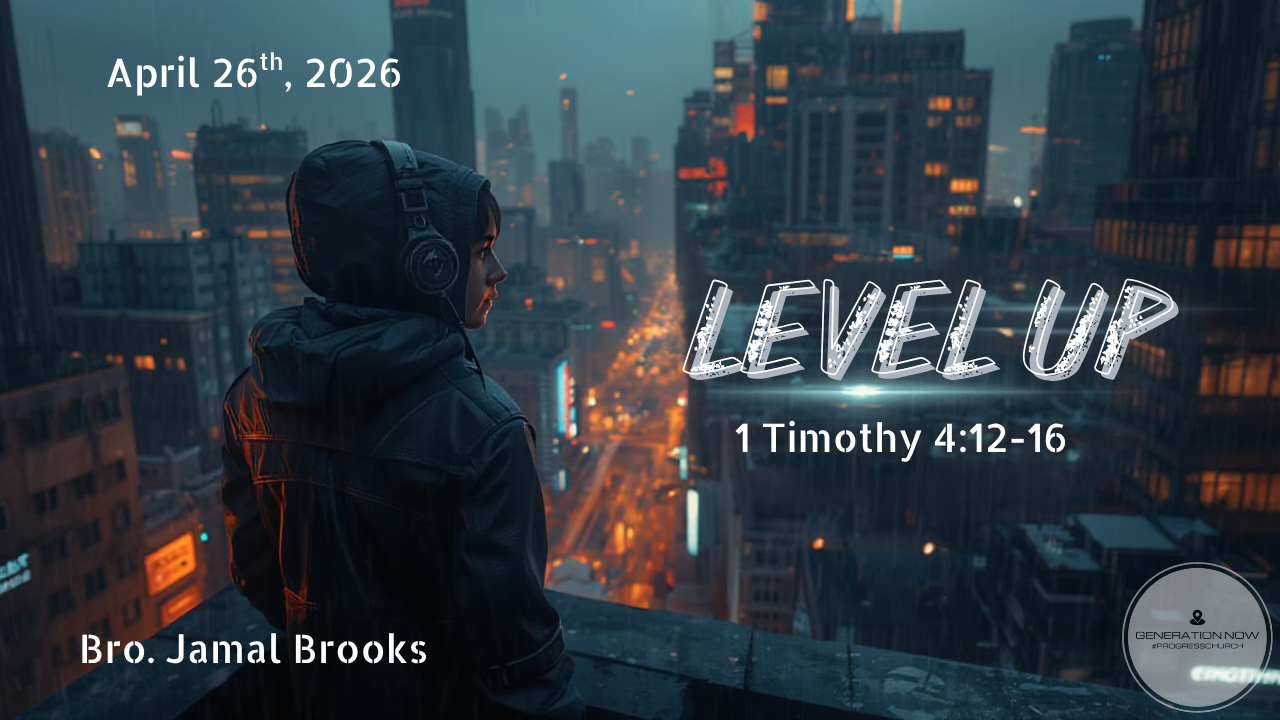 April 26th, 2026
LEVEL UP
1 Timothy 4:12-16
Bro. Jamal Brooks
GENERATION NOW
#PROGRESSCHURCH